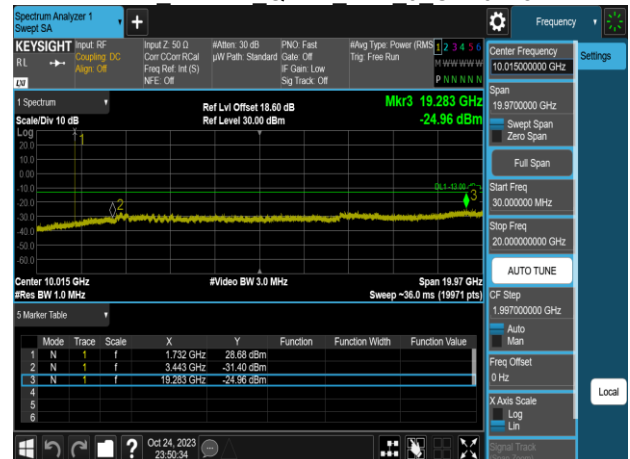 Spectrum Analyzer 1
Swept SA
Frequency
KEYSIGHT
RL
LXI
Input: RF
Coupling: DC
Align: Off
Input Z: 50 Ω
Corr CCorr RCal
Freq Ref: Int (S)
NFE: Off
#Atten: 30 dB
µW Path: Standard
PNO: Fast
Gate: Off
IF Gain: Low
Sig Track: Off
#Avg Type: Power (RMS
Trig: Free Run
1 2 3 4 5 6
M W W W W W
P N N N N N
1 Spectrum
Scale/Div 10 dB
Ref Lvl Offset 18.60 dB
Ref Level 30.00 dBm
Mkr3 19.283 GHz
-24.96 dBm
Log
20.0
10.0
0.00
-10.0
-20.0
-30.0
-40.0
-50.0
-60.0
1
2
3
DL1 -13.00
Center 10.015 GHz
#Res BW 1.0 MHz
#Video BW 3.0 MHz
Span 19.97 GHz
Sweep ~36.0 ms (19971 pts)
5 Marker Table
Mode Trace Scale X Y Function Function Width Function Value
1 N 1 f 1.732 GHz 28.68 dBm
2 N 1 f 3.443 GHz -31.40 dBm
3 N 1 f 19.283 GHz -24.96 dBm
4
5
6
?
Oct 24, 2023
23:50:34
Center Frequency
10.015000000 GHz
Settings
Span
19.9700000 GHz
Swept Span
Zero Span
Full Span
Start Freq
30.000000 MHz
Stop Freq
20.000000000 GHz
AUTO TUNE
CF Step
1.997000000 GHz
Auto
Man
Freq Offset
0 Hz
X Axis Scale
Log
Lin
Local
Signal Track
(Span Zoom)